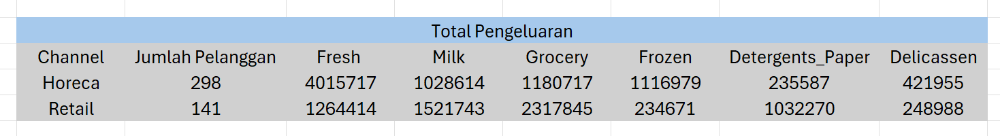 Total Pengeluaran
Channel Jumlah Pelanggan Fresh Milk Grocery Frozen Detergents_Paper Delicassen
Horeca 298 4015717 1028614 1180717 1116979 235587 421955
Retail 141 1264414 1521743 2317845 234671 1032270 248988